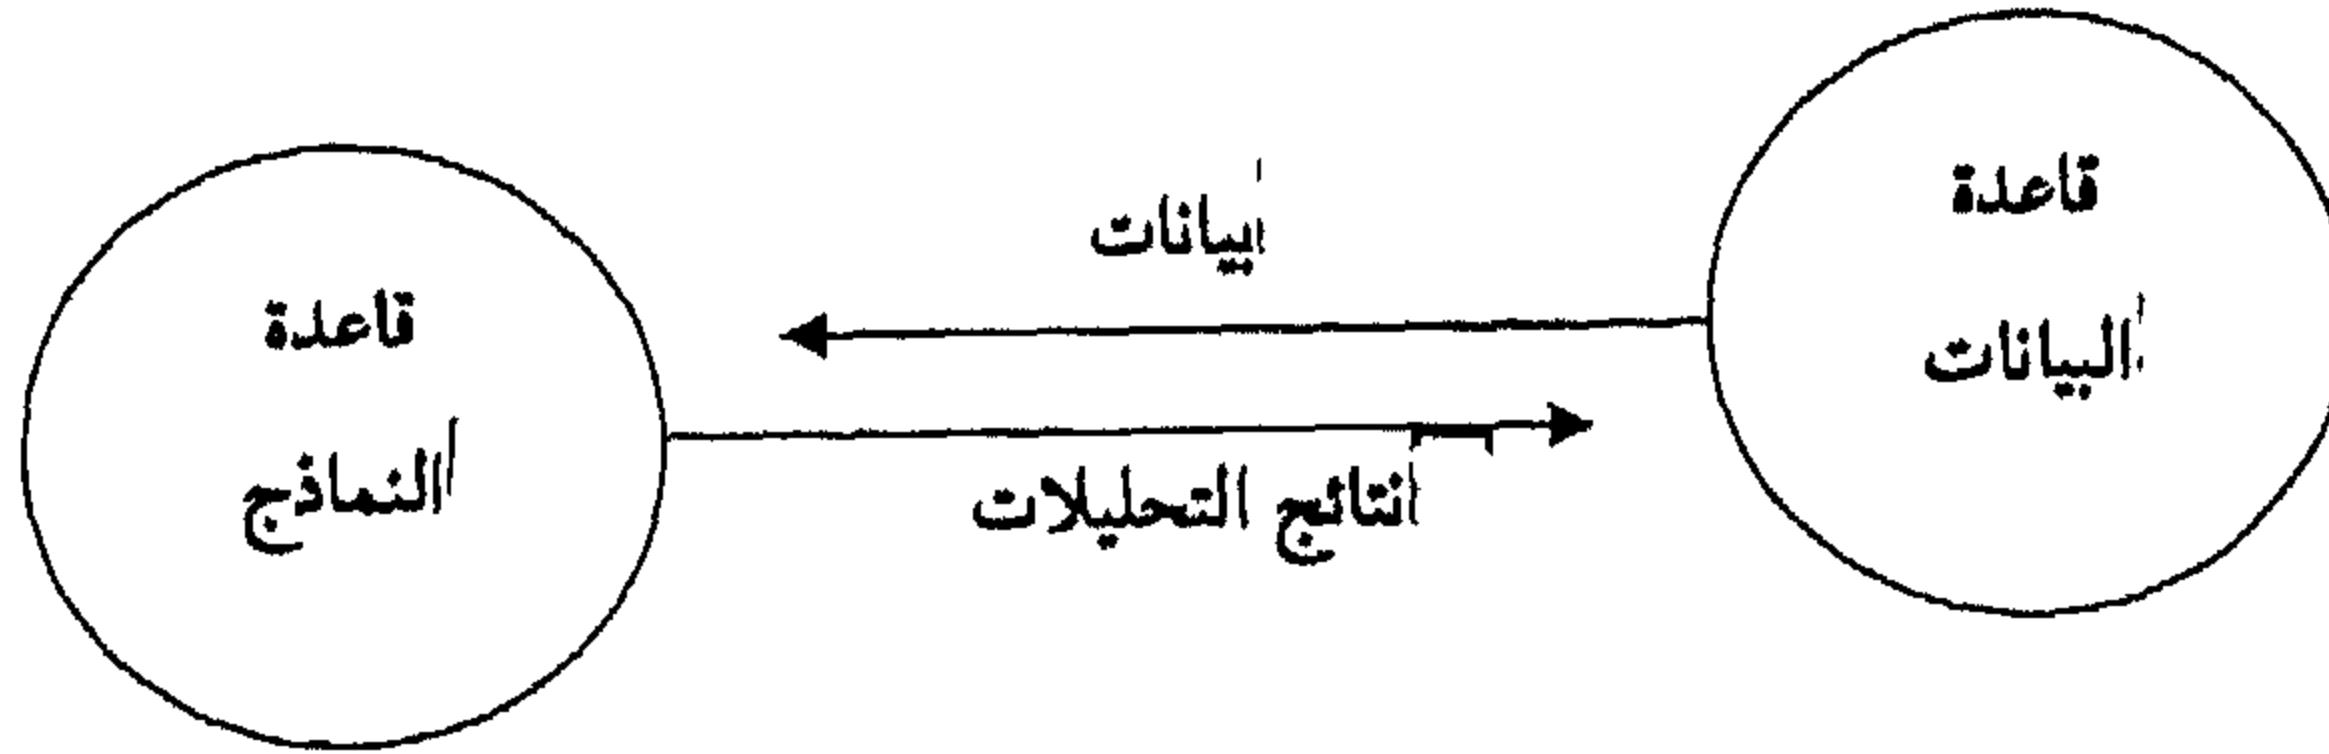 قاعدة
البيانات
بيانات
نتائج التحليلات
قاعدة
النماذج